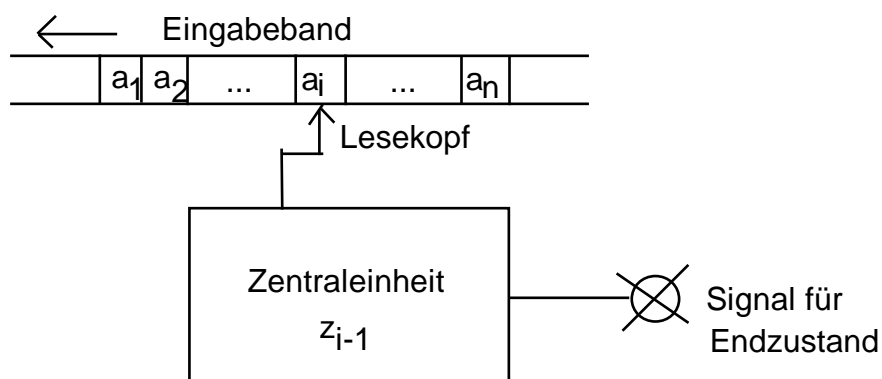 Eingabeband
a1 a2 ... ai ... an
Lesekopf
Zentraleinheit
zi-1
Signal für
Endzustand